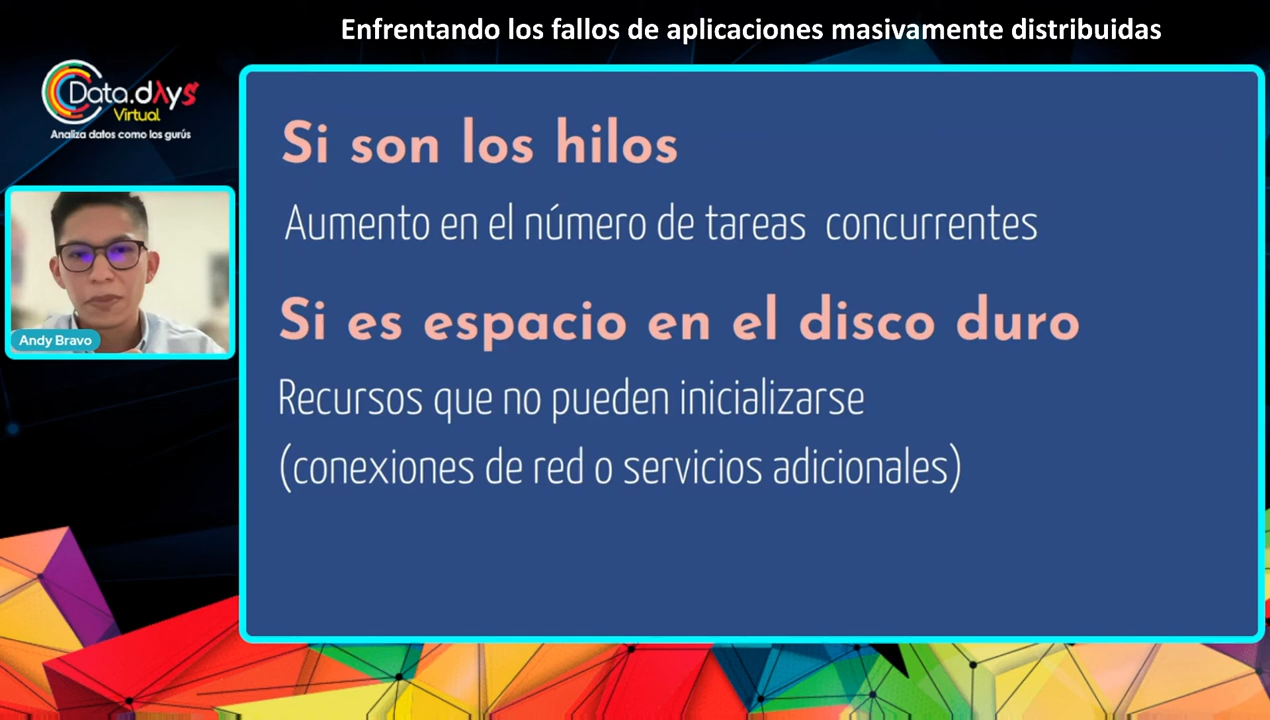 Enfrentando los fallos de aplicaciones masivamente distribuidas
Data.dAys
Virtual
Analiza datos como los gurús
Andy Bravo
Si son los hilos
Aumento en el número de tareas concurrentes
Si es espacio en el disco duro
Recursos que no pueden inicializarse
(conexiones de red o servicios adicionales)